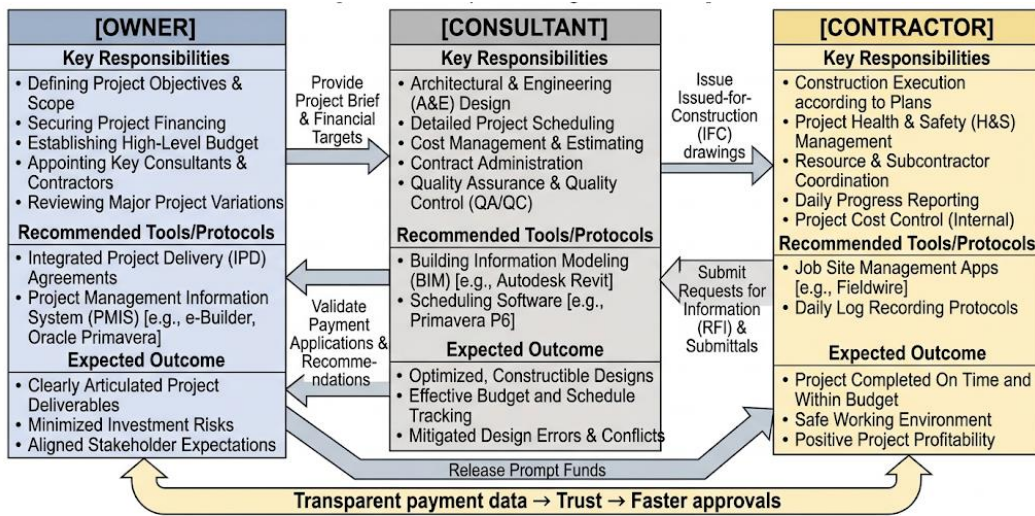 [OWNER]
Key Responsibilities
• Defining Project Objectives &
Scope
• Securing Project Financing
• Establishing High-Level Budget
• Appointing Key Consultants &
Contractors
• Reviewing Major Project Variations
Recommended Tools/Protocols
• Integrated Project Delivery (IPD)
Agreements
• Project Management Information
System (PMIS) [e.g., e-Builder,
Oracle Primavera]
Expected Outcome
• Clearly Articulated Project
Deliverables
• Minimized Investment Risks
• Aligned Stakeholder Expectations
Provide
Project Brief
& Financial
Targets
Validate
Payment
Applications &
Recomme-
ndations
[CONSULTANT]
Key Responsibilities
• Architectural & Engineering
(A&E) Design
• Detailed Project Scheduling
• Cost Management & Estimating
• Contract Administration
• Quality Assurance & Quality
Control (QA/QC)
Recommended Tools/Protocols
• Building Information Modeling
(BIM) [e.g., Autodesk Revit]
• Scheduling Software [e.g.,
Primavera P6]
Expected Outcome
• Optimized, Constructible Designs
• Effective Budget and Schedule
Tracking
• Mitigated Design Errors & Conflicts
Issue
Issued-for-
Construction
(IFC)
drawings
Submit
Requests for
Information
(RFI) &
Submittals
[CONTRACTOR]
Key Responsibilities
• Construction Execution
according to Plans
• Project Health & Safety (H&S)
Management
• Resource & Subcontractor
Coordination
• Daily Progress Reporting
• Project Cost Control (Internal)
Recommended Tools/Protocols
• Job Site Management Apps
[e.g., Fieldwire]
• Daily Log Recording Protocols
Expected Outcome
• Project Completed On Time and
Within Budget
• Safe Working Environment
• Positive Project Profitability
Release Prompt Funds
Transparent payment data → Trust → Faster approvals